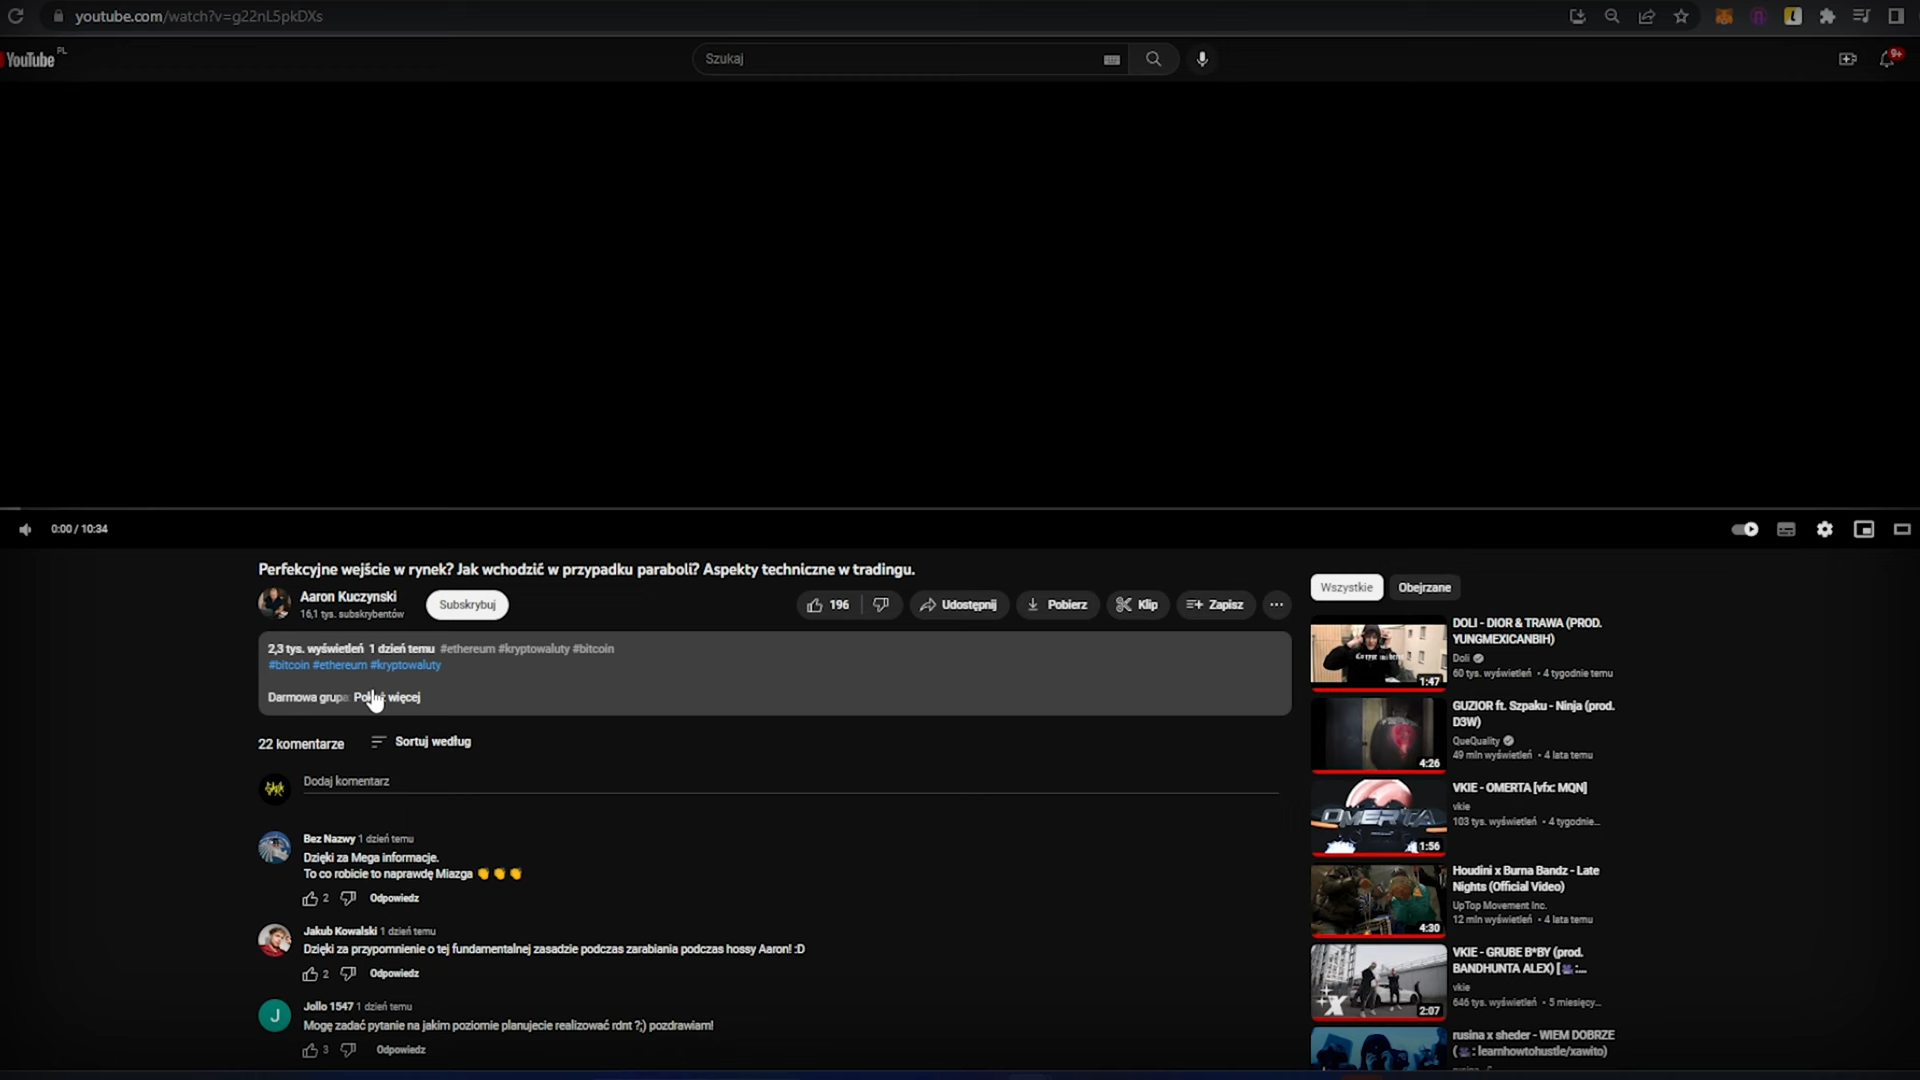 youtube.com/watch?v=g22nL5pkDXs
YouTube PL
Szukaj
9+
0:00 / 10:34
Perfekcyjne wejście w rynek? Jak wchodzić w przypadku paraboli? Aspekty techniczne w tradingu.
Aaron Kuczynski
16,1 tys. subskrybentów
Subskrybuj
196
Udostępnij
Pobierz
Klip
Zapisz
2,3 tys. wyświetleń 1 dzień temu #ethereum #kryptowaluty #bitcoin
#bitcoin #ethereum #kryptowaluty
Darmowa grupa: więcej
22 komentarze
Sortuj według
Dodaj komentarz
Bez Nazwy 1 dzień temu
Dzięki za Mega informacje.
To co robicie to naprawdę Miazga 👏 👏 👏
2 Odpowiedz
Jakub Kowalski 1 dzień temu
Dzięki za przypomnienie o tej fundamentalnej zasadzie podczas zarabiania podczas hossy Aaron! :D
2 Odpowiedz
J
Jollo 1547 1 dzień temu
Mogę zadać pytanie na jakim poziomie planujecie realizować rdnt ?;) pozdrawiam!
3 Odpowiedz
Wszystkie
Obejrzane
1:47
DOLI - DIOR & TRAWA (PROD.
YUNGMEXICANBIH)
Doli
60 tys. wyświetleń • 4 tygodnie temu
4:26
GUZIOR ft. Szpaku - Ninja (prod.
D3W)
QueQuality
49 mln wyświetleń • 4 lata temu
OMERTA
1:56
VKIE - OMERTA [vfx: MQN]
vkie
103 tys. wyświetleń • 4 tygodnie...
4:30
Houdini x Burna Bandz - Late
Nights (Official Video)
UpTop Movement Inc.
12 mln wyświetleń • 4 lata temu
2:07
VKIE - GRUBE B*BY (prod.
BANDHUNTA ALEX) [🎥:...
vkie
646 tys. wyświetleń • 5 miesięcy...
rusina x sheder - WIEM DOBRZE
(🎥: learnhowtohustle/xawito)